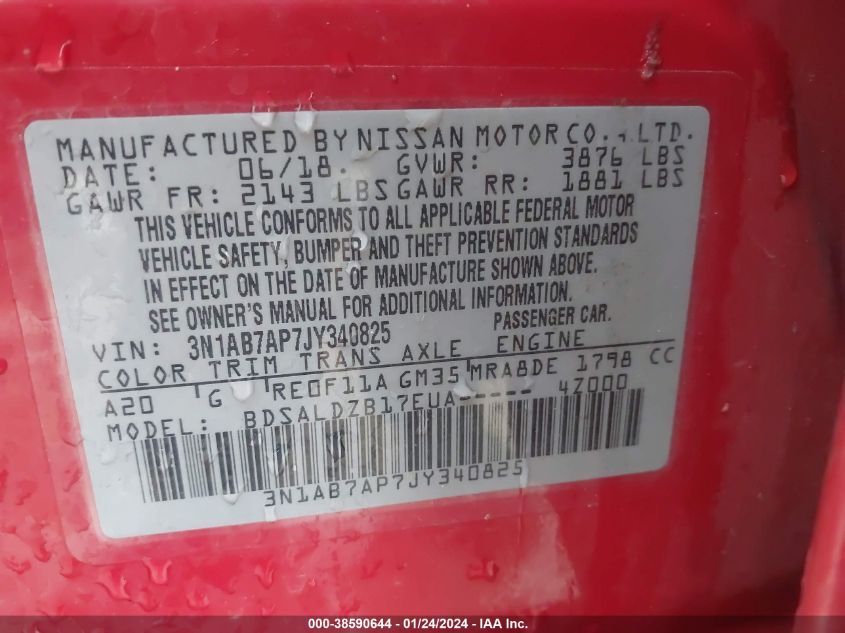 MANUFACTURED BY NISSAN MOTOR CO., LTD.
DATE: 06/18. GVWR: 3876 LBS
GAWR FR: 2143 LBS GAWR RR: 1881 LBS
THIS VEHICLE CONFORMS TO ALL APPLICABLE FEDERAL MOTOR
VEHICLE SAFETY, BUMPER AND THEFT PREVENTION STANDARDS
IN EFFECT ON THE DATE OF MANUFACTURE SHOWN ABOVE.
SEE OWNER'S MANUAL FOR ADDITIONAL INFORMATION.
VIN: 3N1AB7AP7JY340825 PASSENGER CAR.
COLOR TRIM TRANS AXLE ENGINE
A20 G RE0F11A GM35 MRA8DE 1798 CC
MODEL: BDSALDZB17EUA----- 4Z000
3N1AB7AP7JY340825
000-38590644 - 01/24/2024 - IAA Inc.